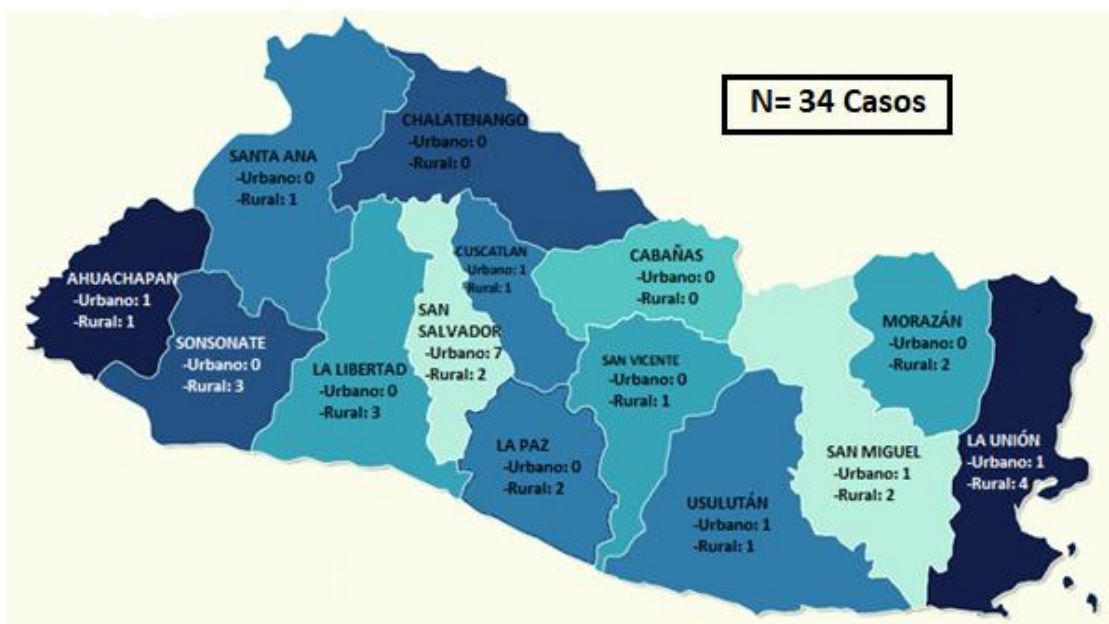 N= 34 Casos
CHALATENANGO
-Urbano: 0
-Rural: 0
SANTA ANA
-Urbano: 0
-Rural: 1
AHUACHAPAN
-Urbano: 1
-Rural: 1
SONSONATE
-Urbano: 0
-Rural: 3
LA LIBERTAD
-Urbano: 0
-Rural: 3
SAN
SALVADOR
-Urbano: 7
-Rural: 2
CUSCATLAN
-Urbano: 1
-Rural: 1
CABAÑAS
-Urbano: 0
-Rural: 0
SAN VICENTE
-Urbano: 0
-Rural: 1
LA PAZ
-Urbano: 0
-Rural: 2
USULUTÁN
-Urbano: 1
-Rural: 1
SAN MIGUEL
-Urbano: 1
-Rural: 2
MORAZÁN
-Urbano: 0
-Rural: 2
LA UNIÓN
-Urbano: 1
-Rural: 4